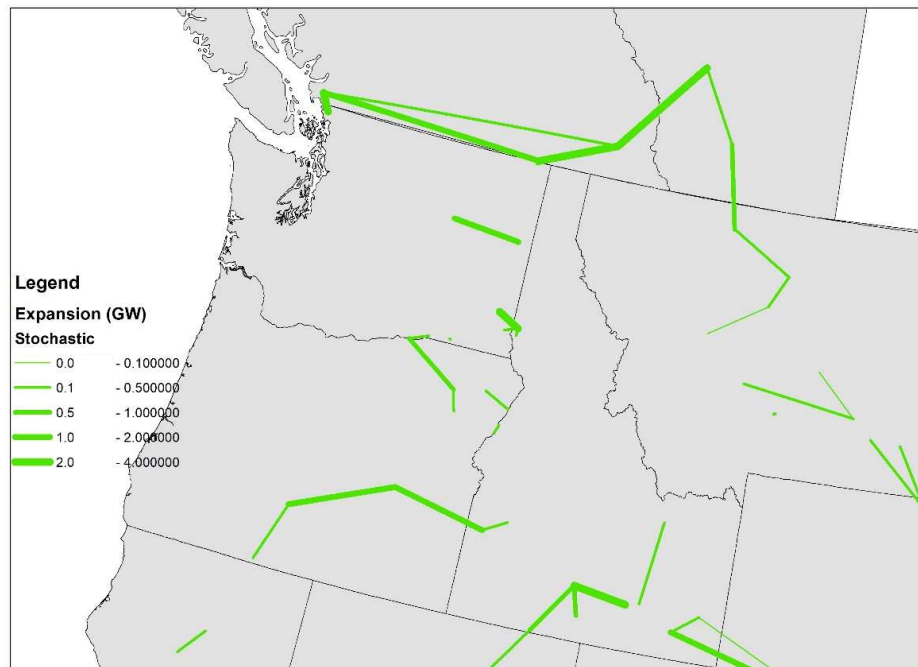 Legend
Expansion (GW)
Stochastic
0.0 - 0.100000
0.1 - 0.500000
0.5 - 1.000000
1.0 - 2.000000
2.0 - 4.000000